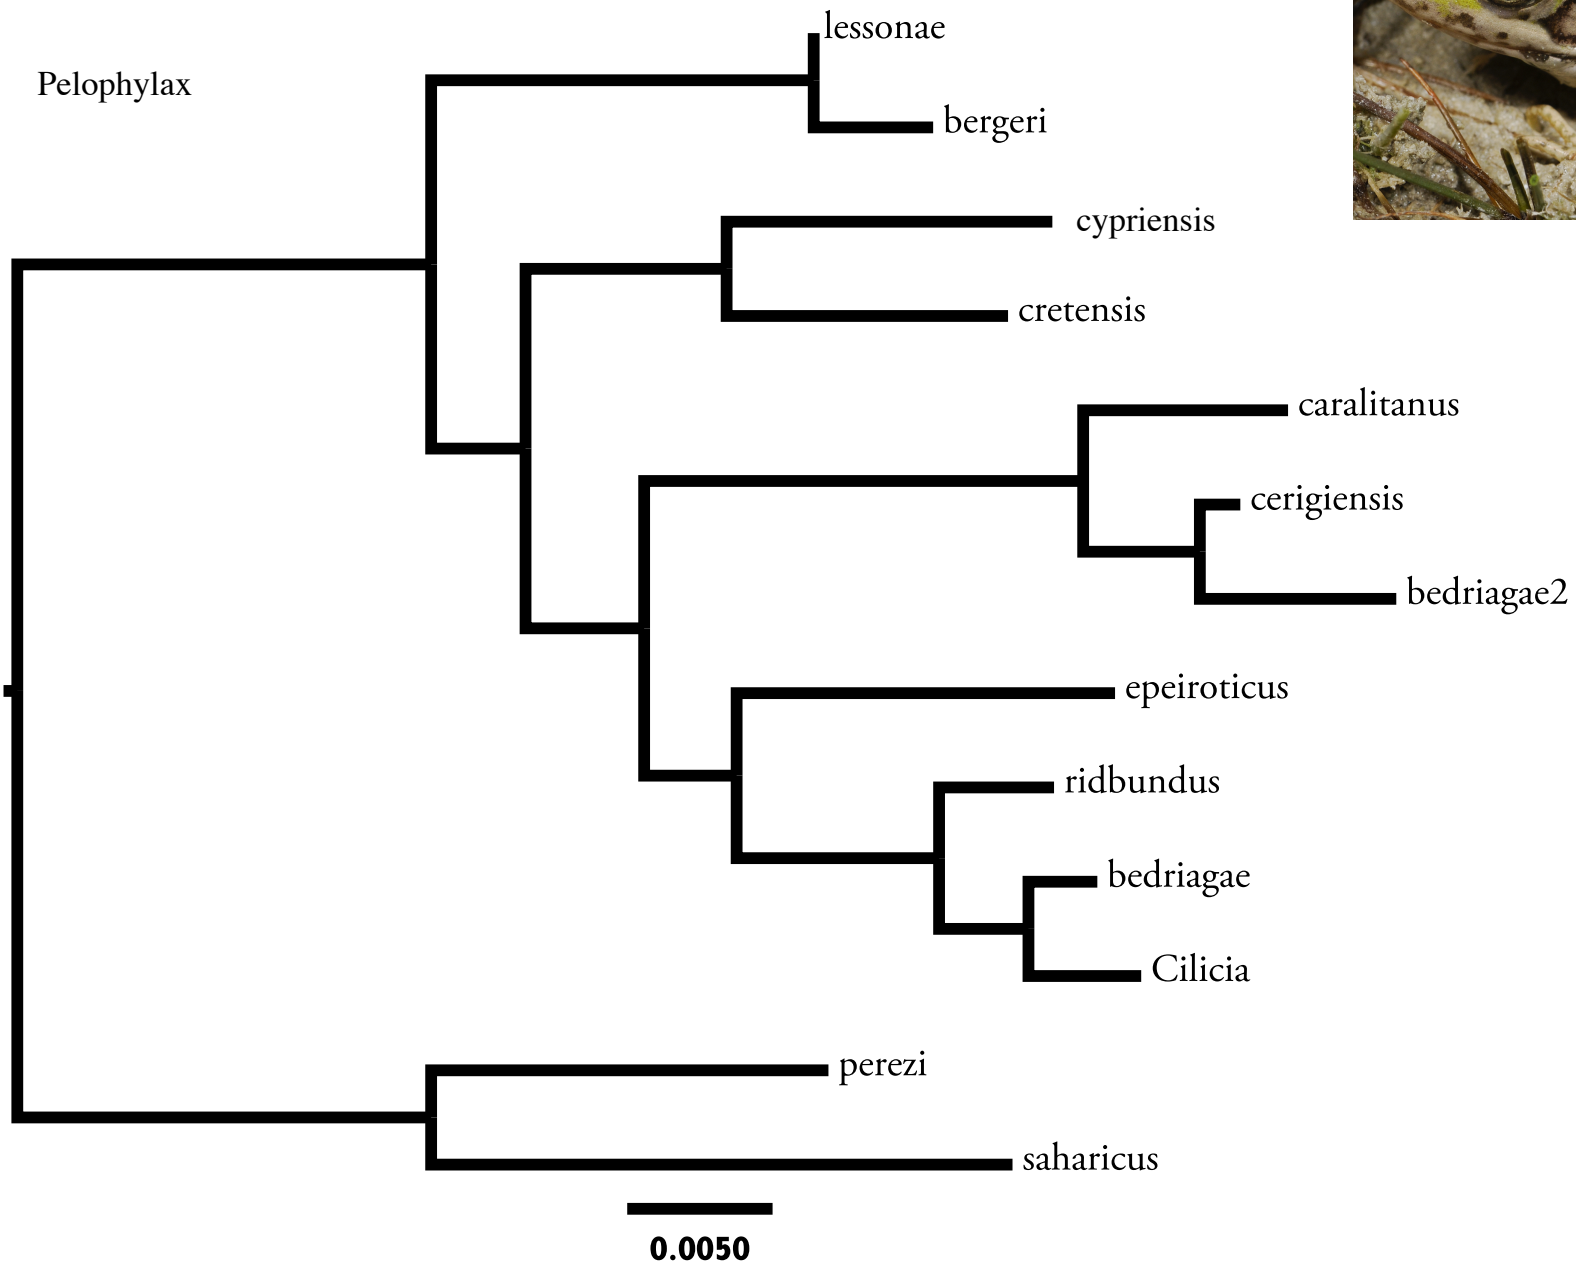 lessonae
Pelophylax
bergeri
cypriensis
cretensis
caralitanus
cerigiensis
bedriagae2
epeiroticus
ridbundus
bedriagae
Cilicia
perezi
saharicus
0.0050